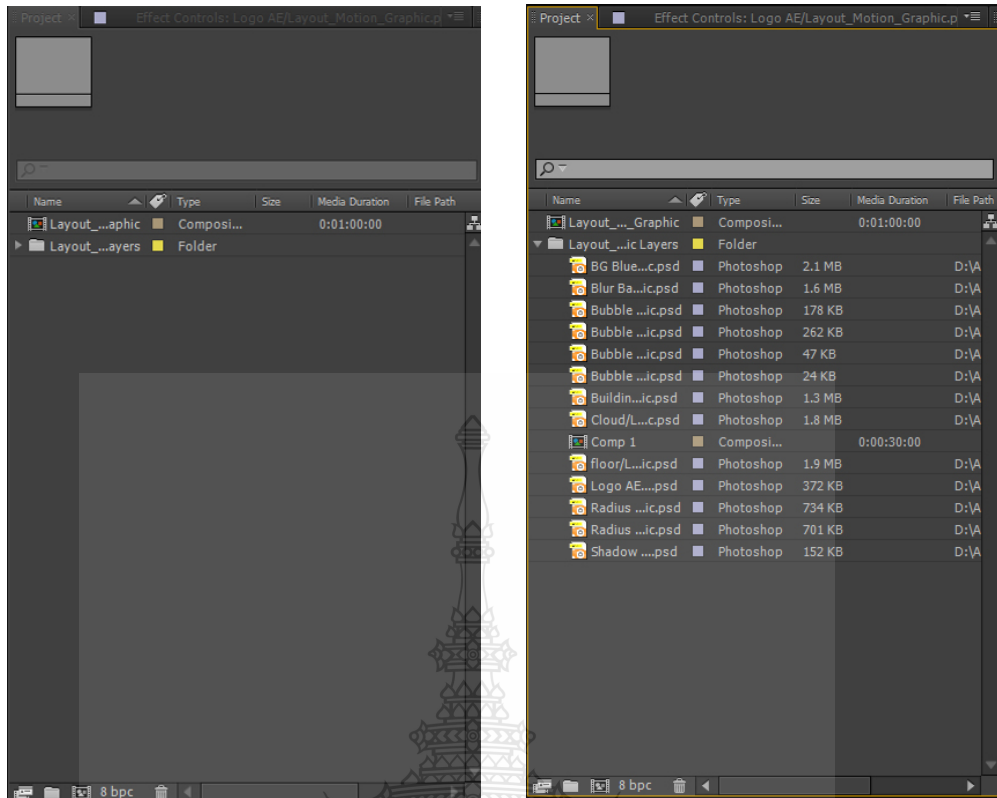 Project
Effect Controls: Logo AE/Layout_Motion_Graphic.p
Name Type Size Media Duration File Path
Layout_...aphic Composi... 0:01:00:00
Layout_...ayers Folder
8 bpc
Project × Effect Controls: Logo AE/Layout_Motion_Graphic.p
Name Type Size Media Duration File Path
Layout_..._Graphic Composi... 0:01:00:00
Layout_...ic Layers Folder
BG Blue...c.psd Photoshop 2.1 MB D:\A
Blur Ba...ic.psd Photoshop 1.6 MB D:\A
Bubble ...ic.psd Photoshop 178 KB D:\A
Bubble ...ic.psd Photoshop 262 KB D:\A
Bubble ...ic.psd Photoshop 47 KB D:\A
Bubble ...ic.psd Photoshop 24 KB D:\A
Buildin...ic.psd Photoshop 1.3 MB D:\A
Cloud/L...c.psd Photoshop 1.8 MB D:\A
Comp 1 Composi... 0:00:30:00
floor/L...ic.psd Photoshop 1.9 MB D:\A
Logo AE....psd Photoshop 372 KB D:\A
Radius ...ic.psd Photoshop 734 KB D:\A
Radius ...ic.psd Photoshop 701 KB D:\A
Shadow ....psd Photoshop 152 KB D:\A
8 bpc